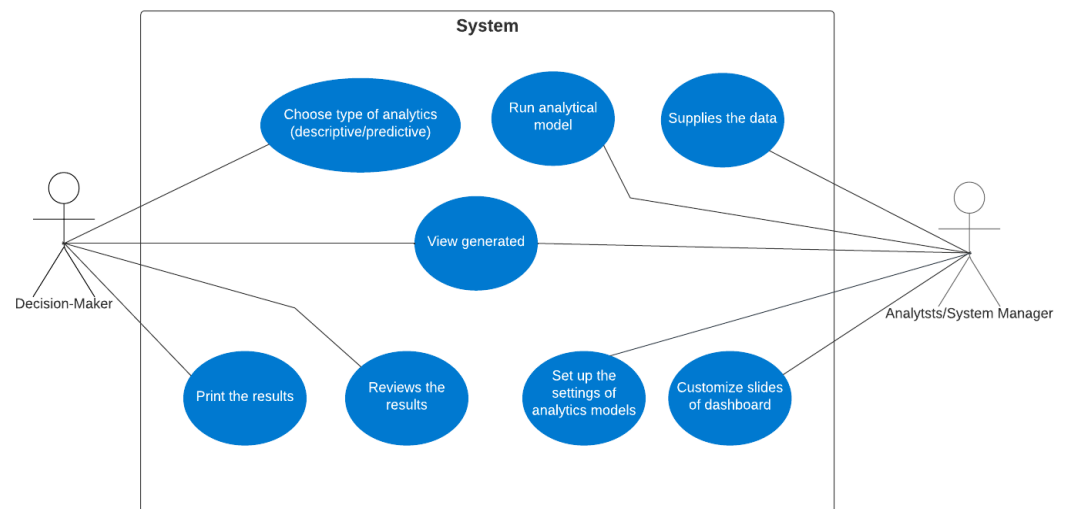 System
Choose type of analytics
(descriptive/predictive)
Run analytical
model
Supplies the data
View generated
Decision-Maker
Analytsts/System Manager
Print the results
Reviews the
results
Set up the
settings of
analytics models
Customize slides
of dashboard